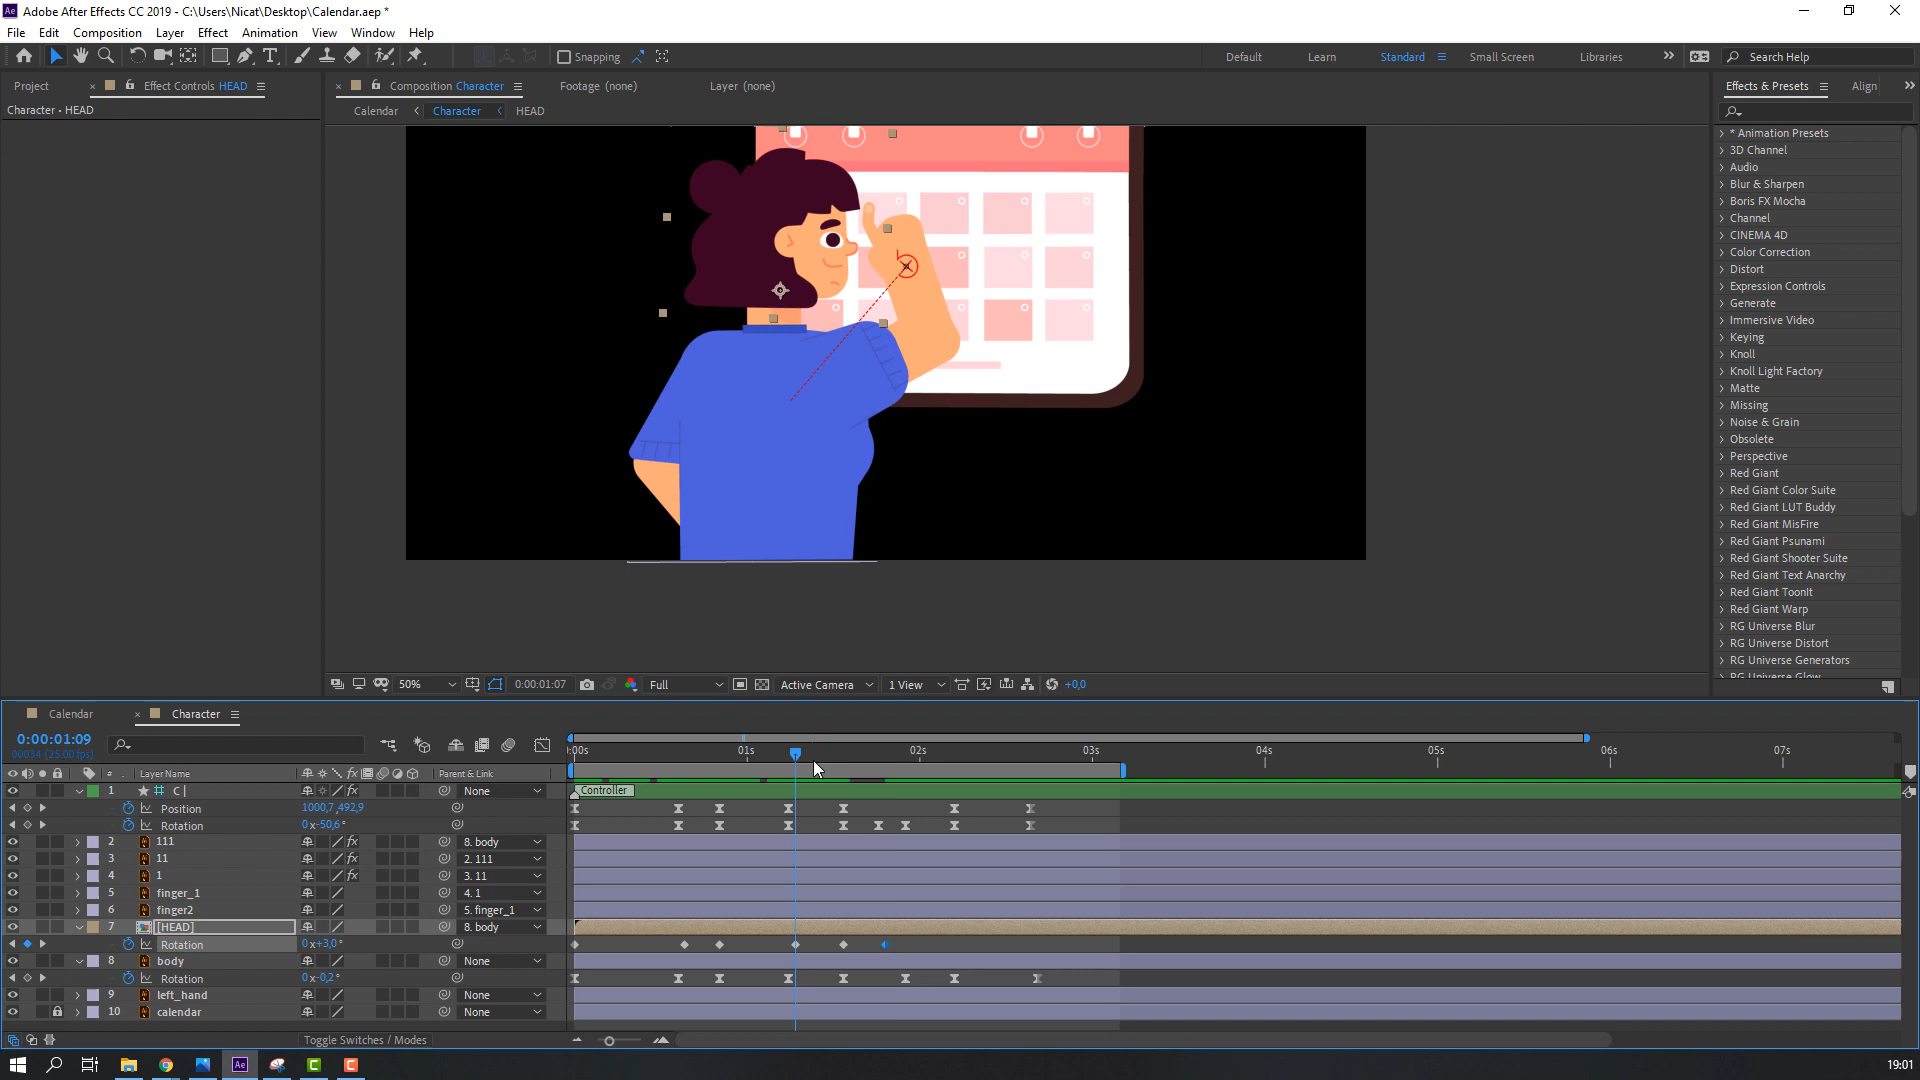 Adobe After Effects CC 2019 - C:\Users\Nicat\Desktop\Calendar.aep *
File Edit Composition Layer Effect Animation View Window Help
Snapping Default Learn Standard Small Screen Libraries Search Help
Project Effect Controls HEAD Composition Character Footage (none) Layer (none) Effects & Presets Align
Character • HEAD Calendar Character HEAD
* Animation Presets
3D Channel
Audio
Blur & Sharpen
Boris FX Mocha
Channel
CINEMA 4D
Color Correction
Distort
Expression Controls
Generate
Immersive Video
Keying
Knoll
Knoll Light Factory
Matte
Missing
Noise & Grain
Obsolete
Perspective
Red Giant
Red Giant Color Suite
Red Giant LUT Buddy
Red Giant MisFire
Red Giant Psunami
Red Giant Shooter Suite
Red Giant Text Anarchy
Red Giant ToonIt
Red Giant Warp
RG Universe Blur
RG Universe Distort
RG Universe Generators
RG Universe Glow
50% 0:00:01:07 Full Active Camera 1 View +0,0
Calendar Character
0:00:01:09
00034 (25.00 fps)
:00s 01s 02s 03s 04s 05s 06s 07s
# Layer Name Parent & Link
1 C | None Controller
Position 1000,7,492,9
Rotation 0x-50,6°
2 111 8. body
3 11 2. 111
4 1 3. 11
5 finger_1 4. 1
6 finger2 5. finger_1
7 [HEAD] 8. body
Rotation 0x+3,0°
8 body None
Rotation 0x-0,2°
9 left_hand None
10 calendar None
Toggle Switches / Modes
19:01